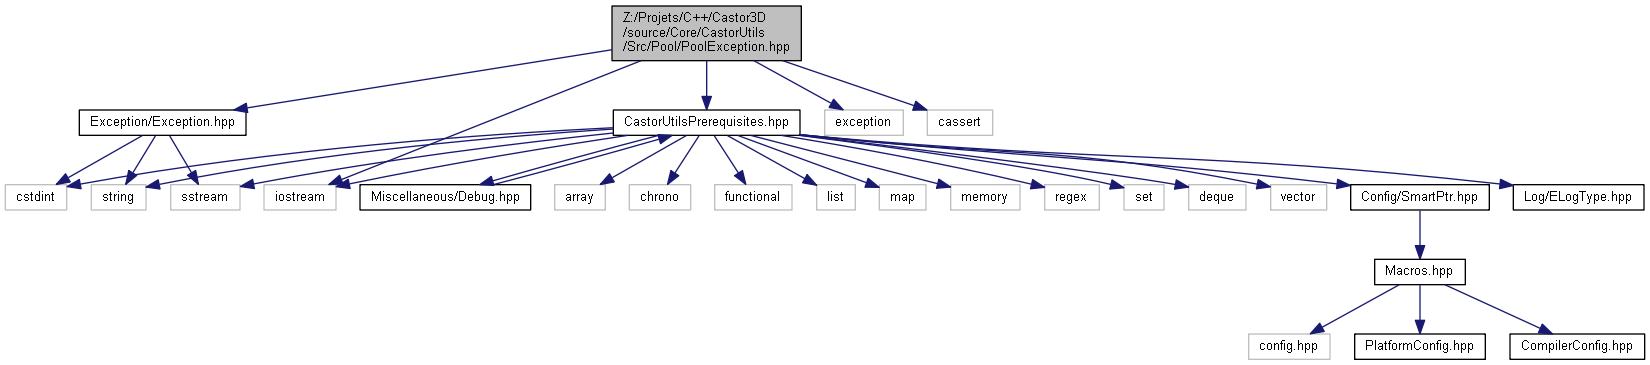 Z:/Projets/C++/Castor3D
/source/Core/CastorUtils
/Src/Pool/PoolException.hpp
Exception/Exception.hpp
CastorUtilsPrerequisites.hpp
exception
cassert
cstdint
string
sstream
iostream
Miscellaneous/Debug.hpp
array
chrono
functional
list
map
memory
regex
set
deque
vector
Config/SmartPtr.hpp
Log/ELogType.hpp
Macros.hpp
config.hpp
PlatformConfig.hpp
CompilerConfig.hpp